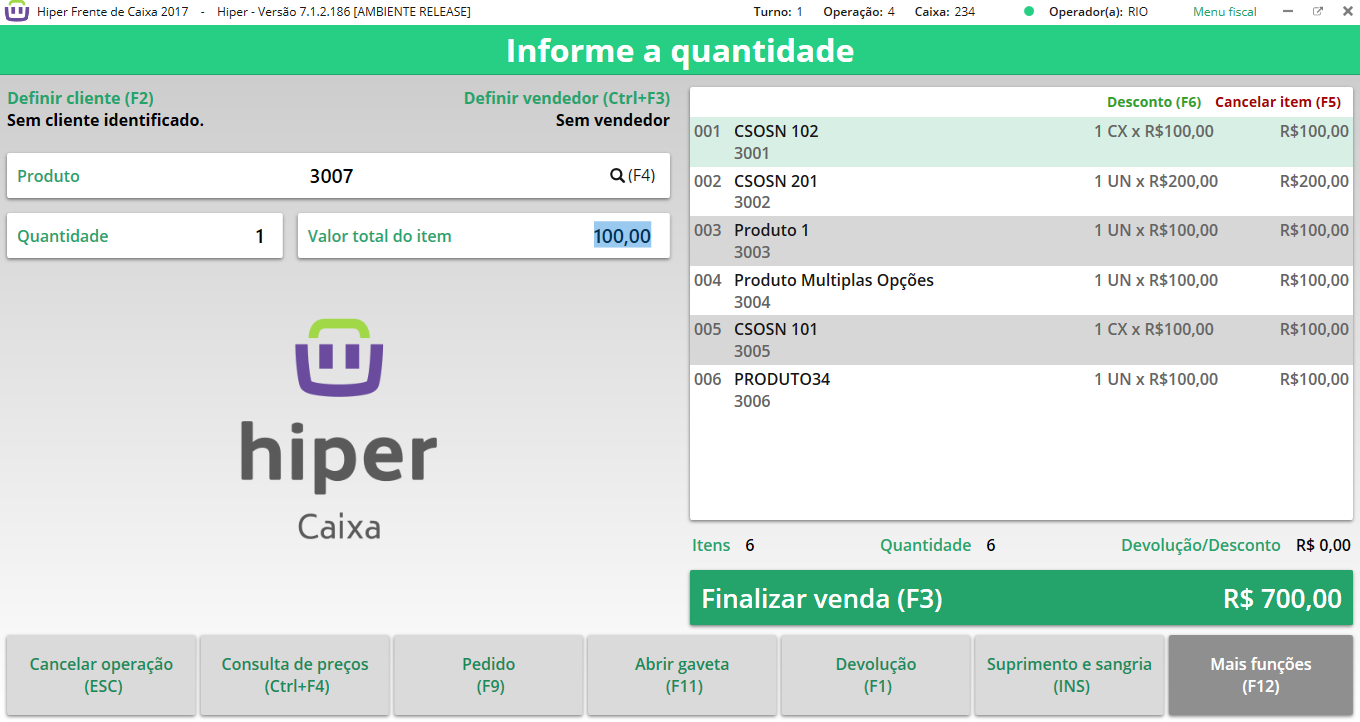 Hiper Frente de Caixa 2017 - Hiper - Versão 7.1.2.186 [AMBIENTE RELEASE] Turno: 1 Operação: 4 Caixa: 234 Operador(a): RIO Menu fiscal
Informe a quantidade
Definir cliente (F2) Definir vendedor (Ctrl+F3)
Sem cliente identificado. Sem vendedor
Produto 3007 (F4)
Quantidade 1 Valor total do item 100,00
hiper
Caixa
Desconto (F6) Cancelar item (F5)
001 CSOSN 102 1 CX x R$100,00 R$100,00
3001
002 CSOSN 201 1 UN x R$200,00 R$200,00
3002
003 Produto 1 1 UN x R$100,00 R$100,00
3003
004 Produto Multiplas Opções 1 UN x R$100,00 R$100,00
3004
005 CSOSN 101 1 CX x R$100,00 R$100,00
3005
006 PRODUTO34 1 UN x R$100,00 R$100,00
3006
Itens 6 Quantidade 6 Devolução/Desconto R$ 0,00
Finalizar venda (F3) R$ 700,00
Cancelar operação
(ESC)
Consulta de preços
(Ctrl+F4)
Pedido
(F9)
Abrir gaveta
(F11)
Devolução
(F1)
Suprimento e sangria
(INS)
Mais funções
(F12)